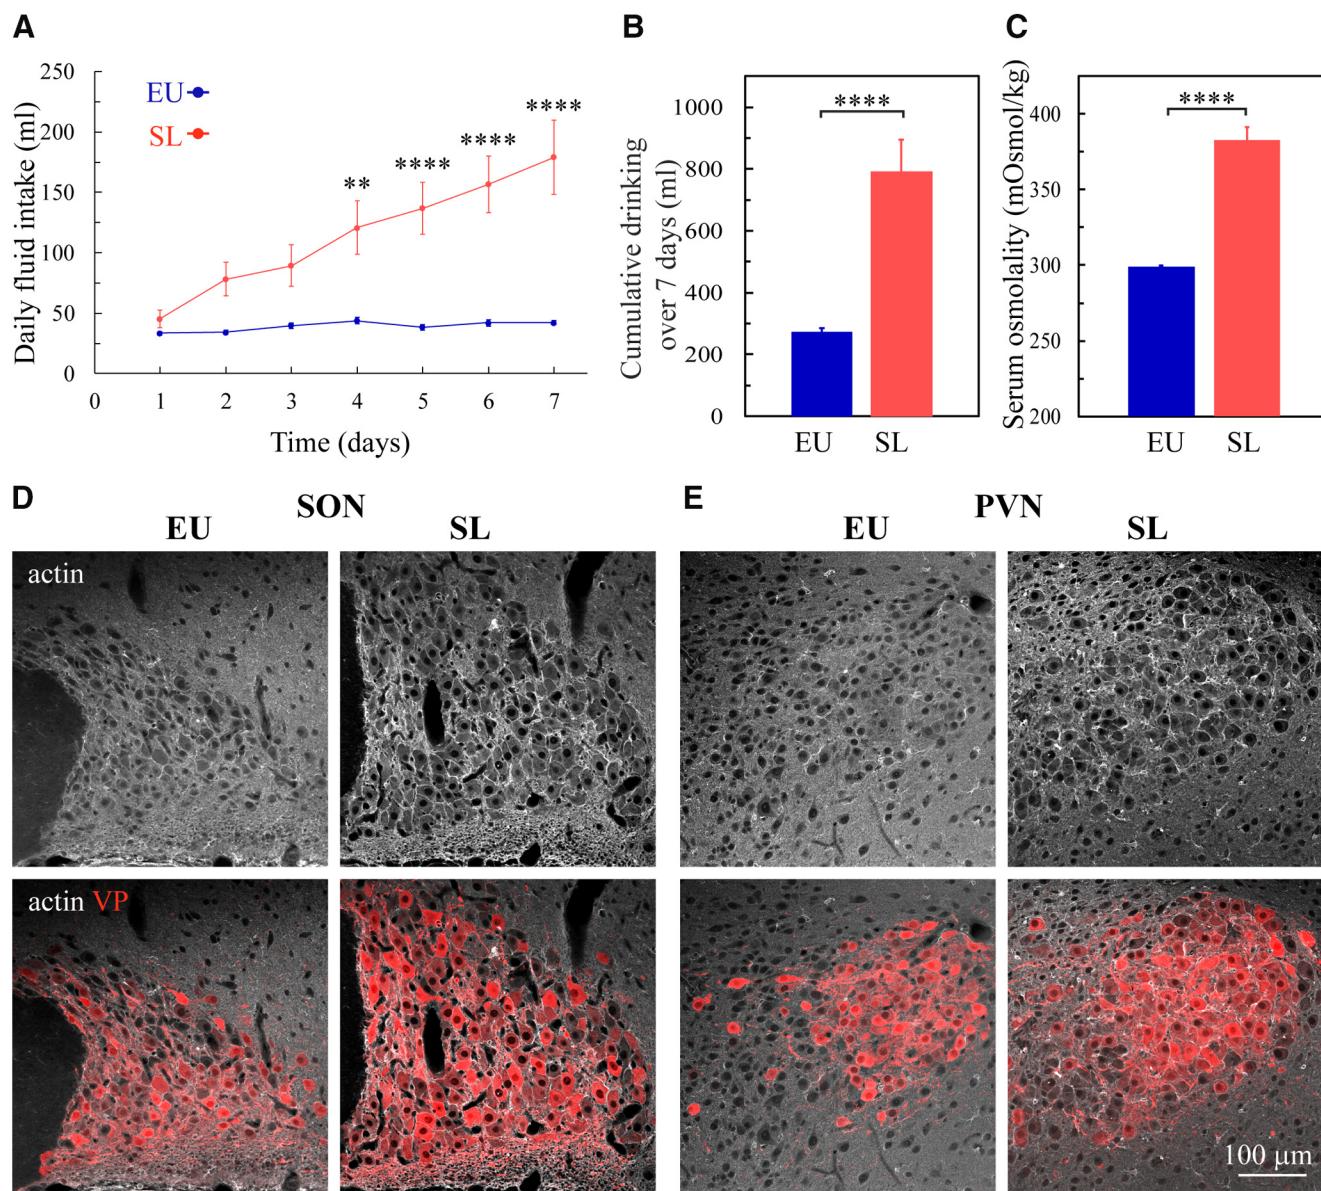 A
Daily fluid intake (ml)
250
200
150
100
50
0
EU
SL
**
****
****
****
0 1 2 3 4 5 6 7
Time (days)
B
Cumulative drinking
over 7 days (ml)
1000
800
600
400
200
0
****
EU SL
C
Serum osmolality (mOsmol/kg)
400
350
300
250
200
****
EU SL
D
SON
EU SL
actin
actin VP
E
PVN
EU SL
100 µm